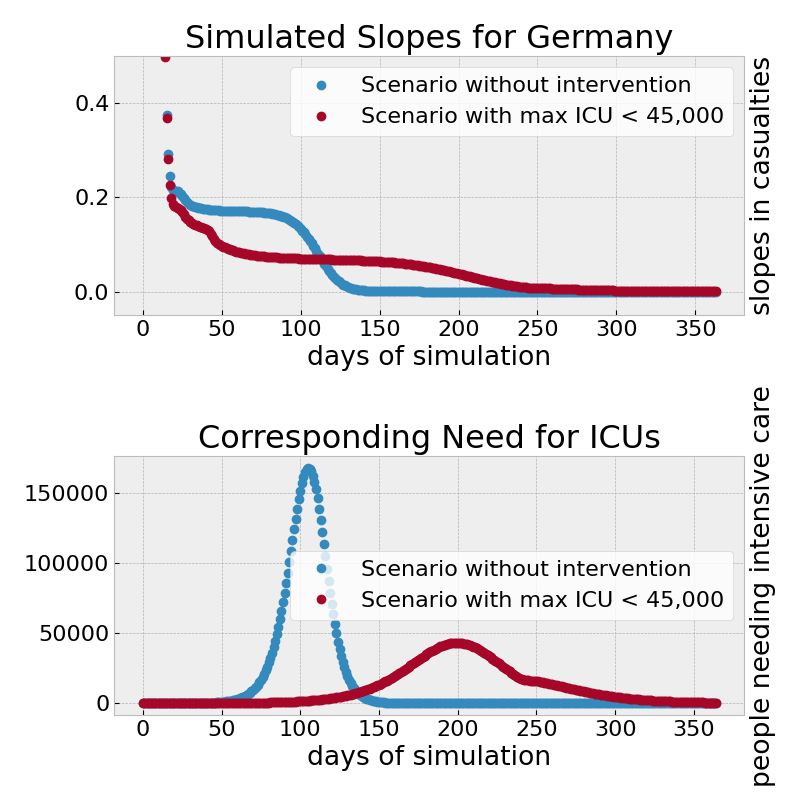 Simulated Slopes for Germany
Scenario without intervention
Scenario with max ICU < 45,000
0.4
0.2
0.0
0 50 100 150 200 250 300 350
days of simulation
slopes in casualties
Corresponding Need for ICUs
Scenario without intervention
Scenario with max ICU < 45,000
150000
100000
50000
0
0 50 100 150 200 250 300 350
days of simulation
people needing intensive care